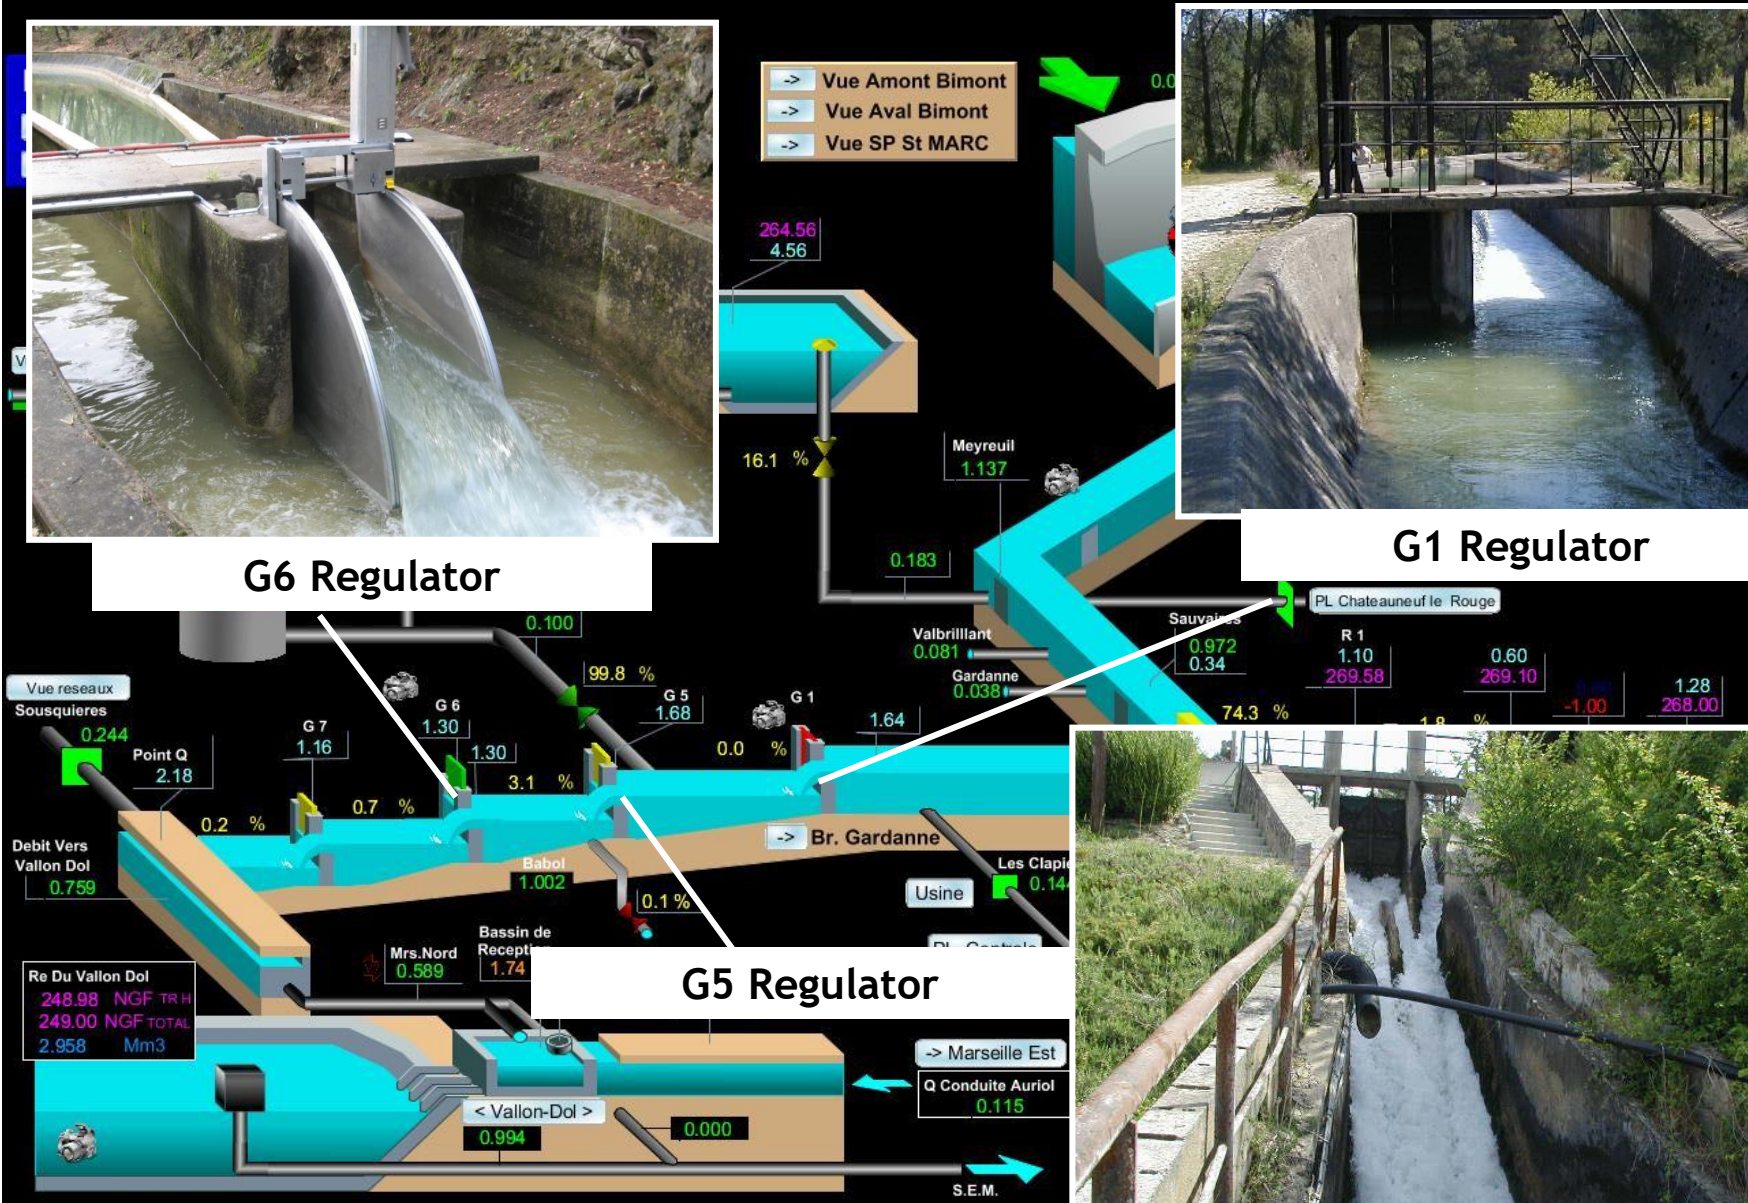 -> Vue Amont Bimont
-> Vue Aval Bimont
-> Vue SP St MARC
0.0
264.56
4.56
16.1 %
Meyreuil
1.137
G6 Regulator
G1 Regulator
0.183
PL Chateauneuf le Rouge
0.100
Sauvaires
0.972
0.34
Valbrilllant
0.081
Gardanne
0.038
R 1
1.10
269.58
0.60
269.10
-1.00
1.28
268.00
74.3 %
1.8 %
99.8 %
Vue reseaux
Sousquieres
0.244
Point Q
2.18
G 7
1.16
G 6
1.30
1.30
G 5
1.68
G 1
1.64
0.0 %
3.1 %
0.7 %
0.2 %
Debit Vers
Vallon Dol
0.759
-> Br. Gardanne
Babol
1.002
0.1 %
Usine
Les Clapie
0.144
Mrs.Nord
0.589
Bassin de
Reception
1.74
G5 Regulator
Re Du Vallon Dol
248.98 NGF TR H
249.00 NGF TOTAL
2.958 Mm3
-> Marseille Est
Q Conduite Auriol
0.115
< Vallon-Dol >
0.994
0.000
S.E.M.